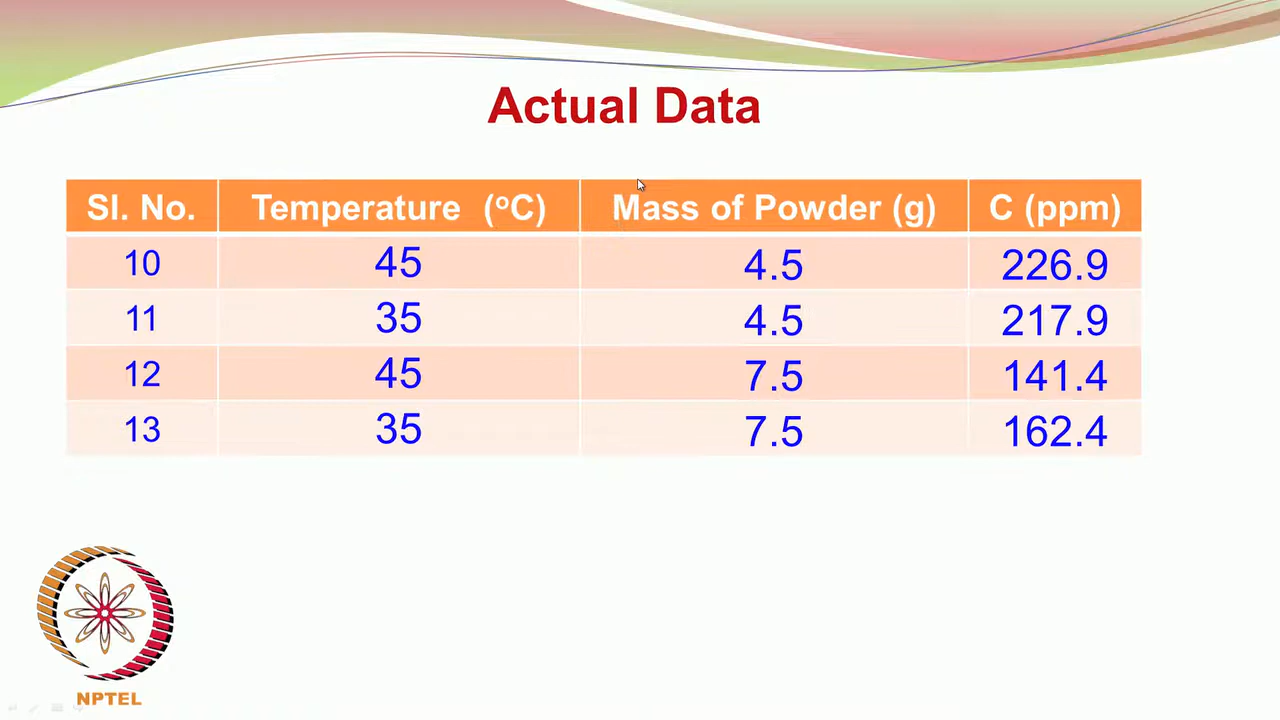 Actual Data
Sl. No. Temperature (°C) Mass of Powder (g) C (ppm)
10 45 4.5 226.9
11 35 4.5 217.9
12 45 7.5 141.4
13 35 7.5 162.4
NPTEL